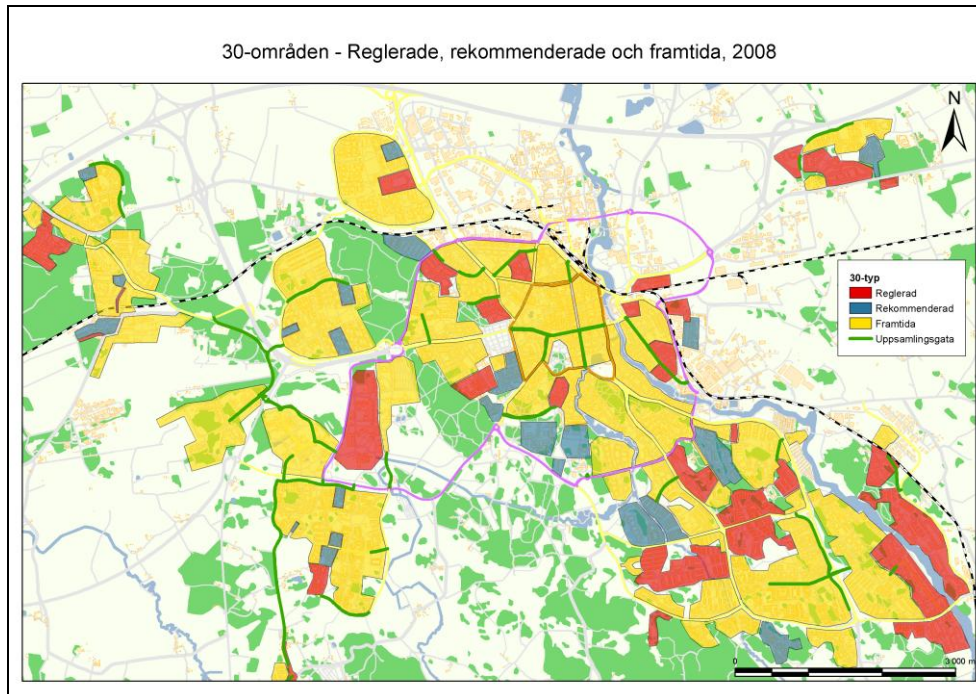 30-områden - Reglerade, rekommenderade och framtida, 2008
N
30-typ
Reglerad
Rekommenderad
Framtida
Uppsamlingsgata
0
3 000 m